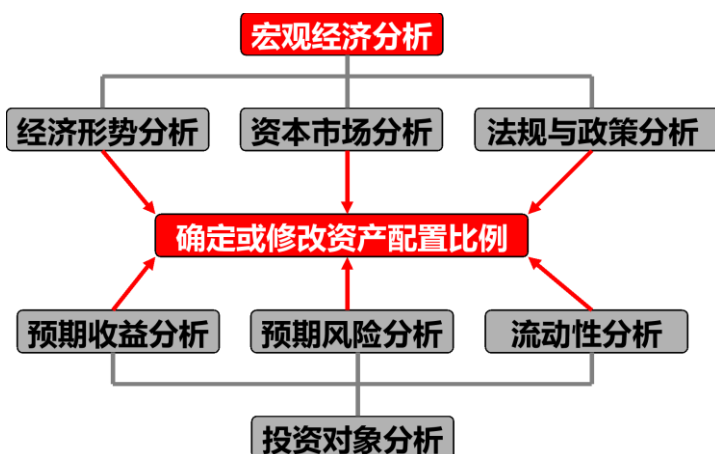 宏观经济分析
经济形势分析
资本市场分析
法规与政策分析
确定或修改资产配置比例
预期收益分析
预期风险分析
流动性分析
投资对象分析